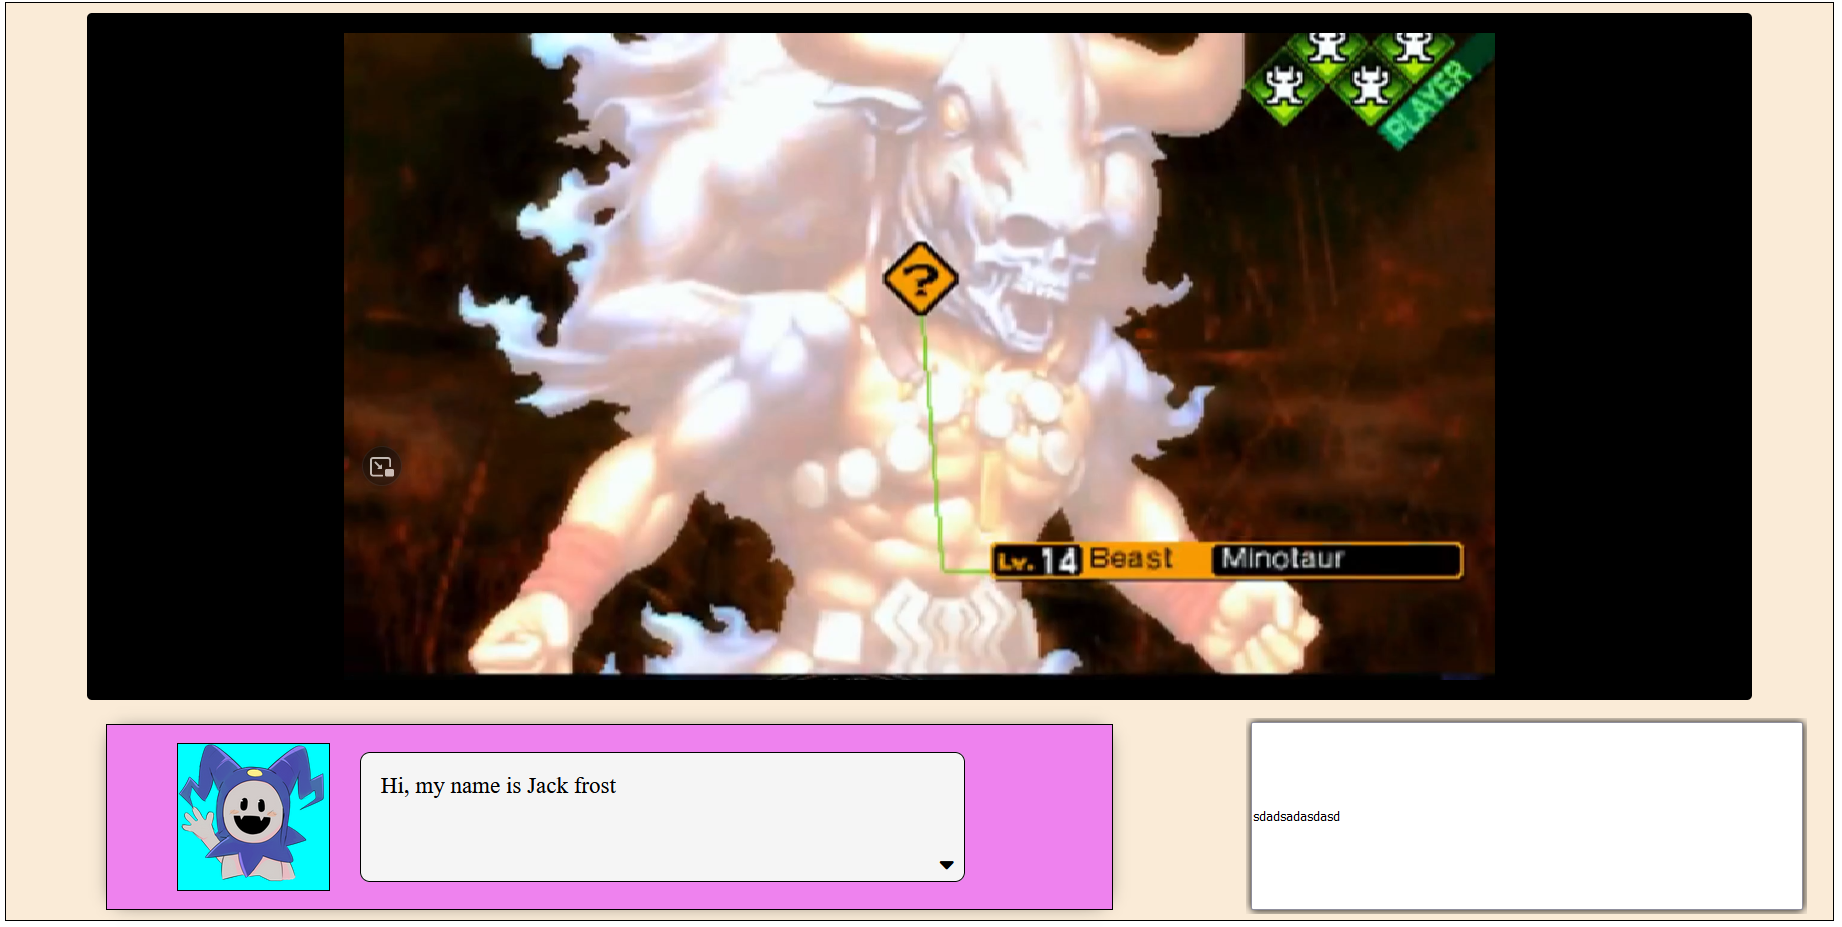 PLAYER
?
Lv. 14 Beast Minotaur
Hi, my name is Jack frost
sdadsadasdasd